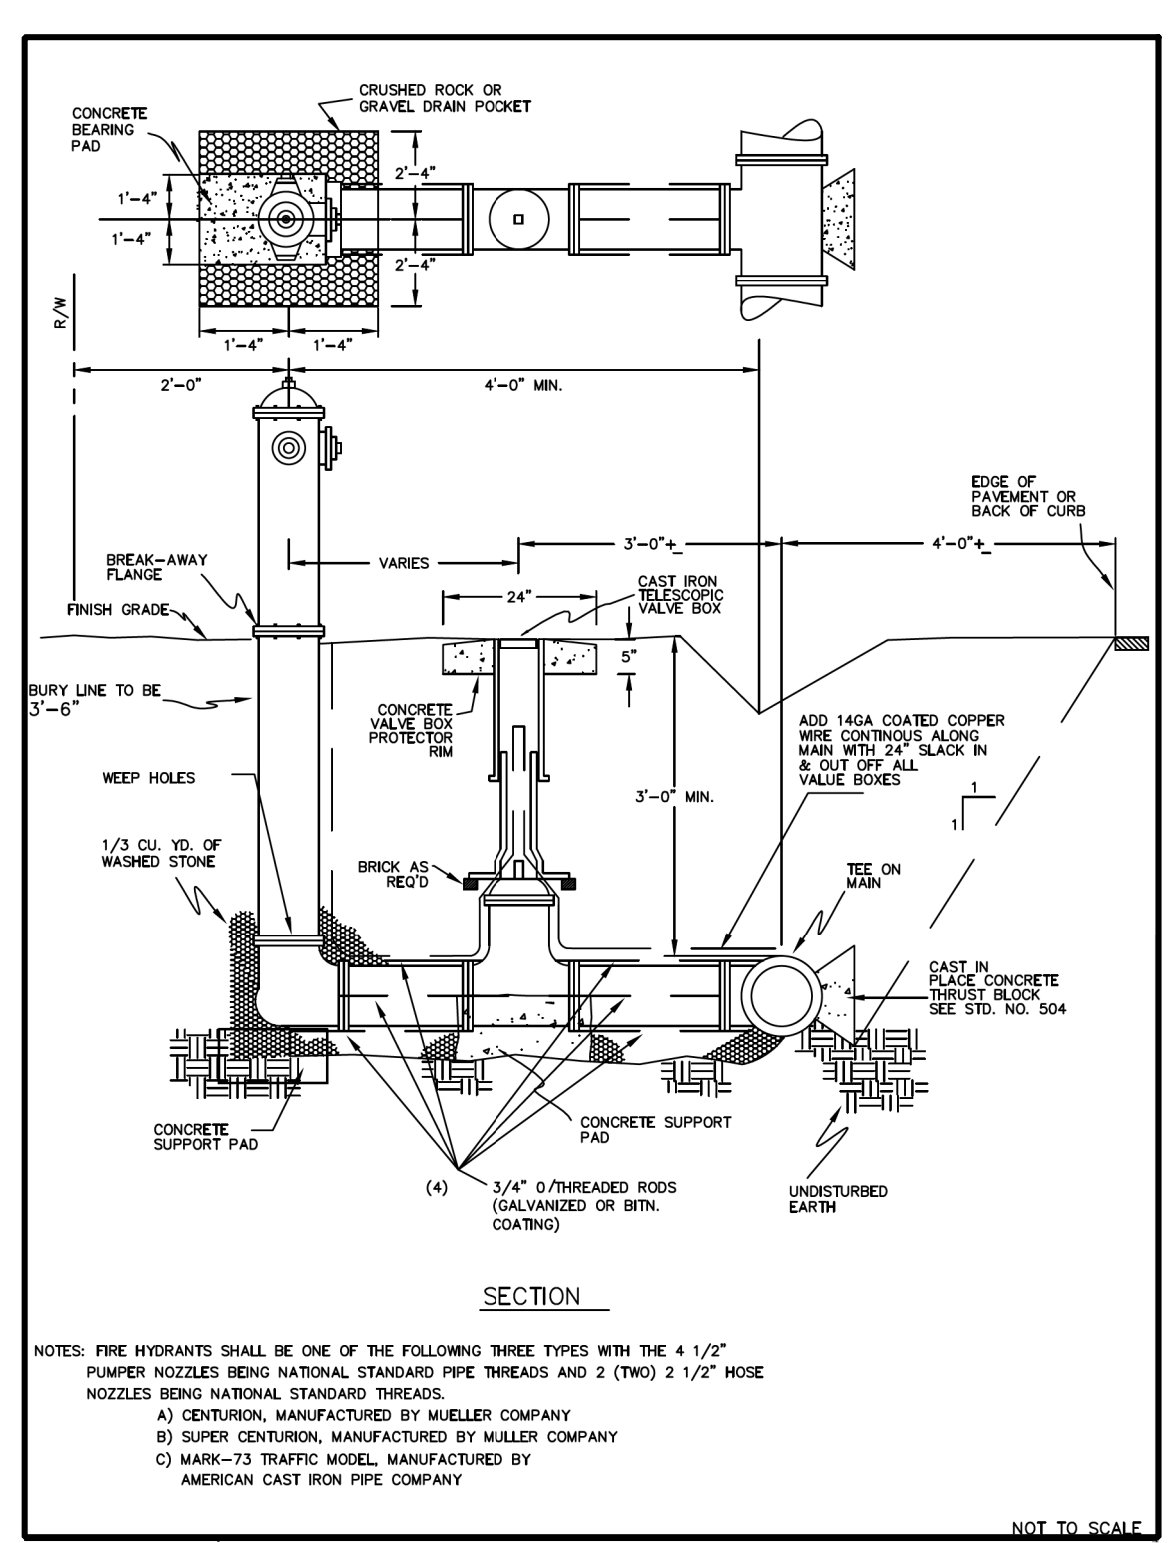 CRUSHED ROCK OR
GRAVEL DRAIN POCKET
CONCRETE
BEARING
PAD
2'-4"
1'-4"
1'-4"
2'-4"
R/W
1'-4"
1'-4"
2'-0"
4'-0" MIN.
EDGE OF
PAVEMENT OR
BACK OF CURB
3'-0"±
4'-0"±
BREAK-AWAY
FLANGE
VARIES
CAST IRON
TELESCOPIC
VALVE BOX
24"
FINISH GRADE
5"
BURY LINE TO BE
3'-6"
CONCRETE
VALVE BOX
PROTECTOR
RIM
ADD 14GA COATED COPPER
WIRE CONTINOUS ALONG
MAIN WITH 24" SLACK IN
& OUT OFF ALL
VALUE BOXES
WEEP HOLES
3'-0" MIN.
1
1
1/3 CU. YD. OF
WASHED STONE
BRICK AS
REQ'D
TEE ON
MAIN
CAST IN
PLACE CONCRETE
THRUST BLOCK
SEE STD. NO. 504
CONCRETE
SUPPORT PAD
CONCRETE SUPPORT
PAD
(4)
3/4" O/THREADED RODS
(GALVANIZED OR BITN.
COATING)
UNDISTURBED
EARTH
SECTION
NOTES: FIRE HYDRANTS SHALL BE ONE OF THE FOLLOWING THREE TYPES WITH THE 4 1/2"
PUMPER NOZZLES BEING NATIONAL STANDARD PIPE THREADS AND 2 (TWO) 2 1/2" HOSE
NOZZLES BEING NATIONAL STANDARD THREADS.
A) CENTURION, MANUFACTURED BY MUELLER COMPANY
B) SUPER CENTURION, MANUFACTURED BY MULLER COMPANY
C) MARK-73 TRAFFIC MODEL, MANUFACTURED BY
AMERICAN CAST IRON PIPE COMPANY
NOT TO SCALE